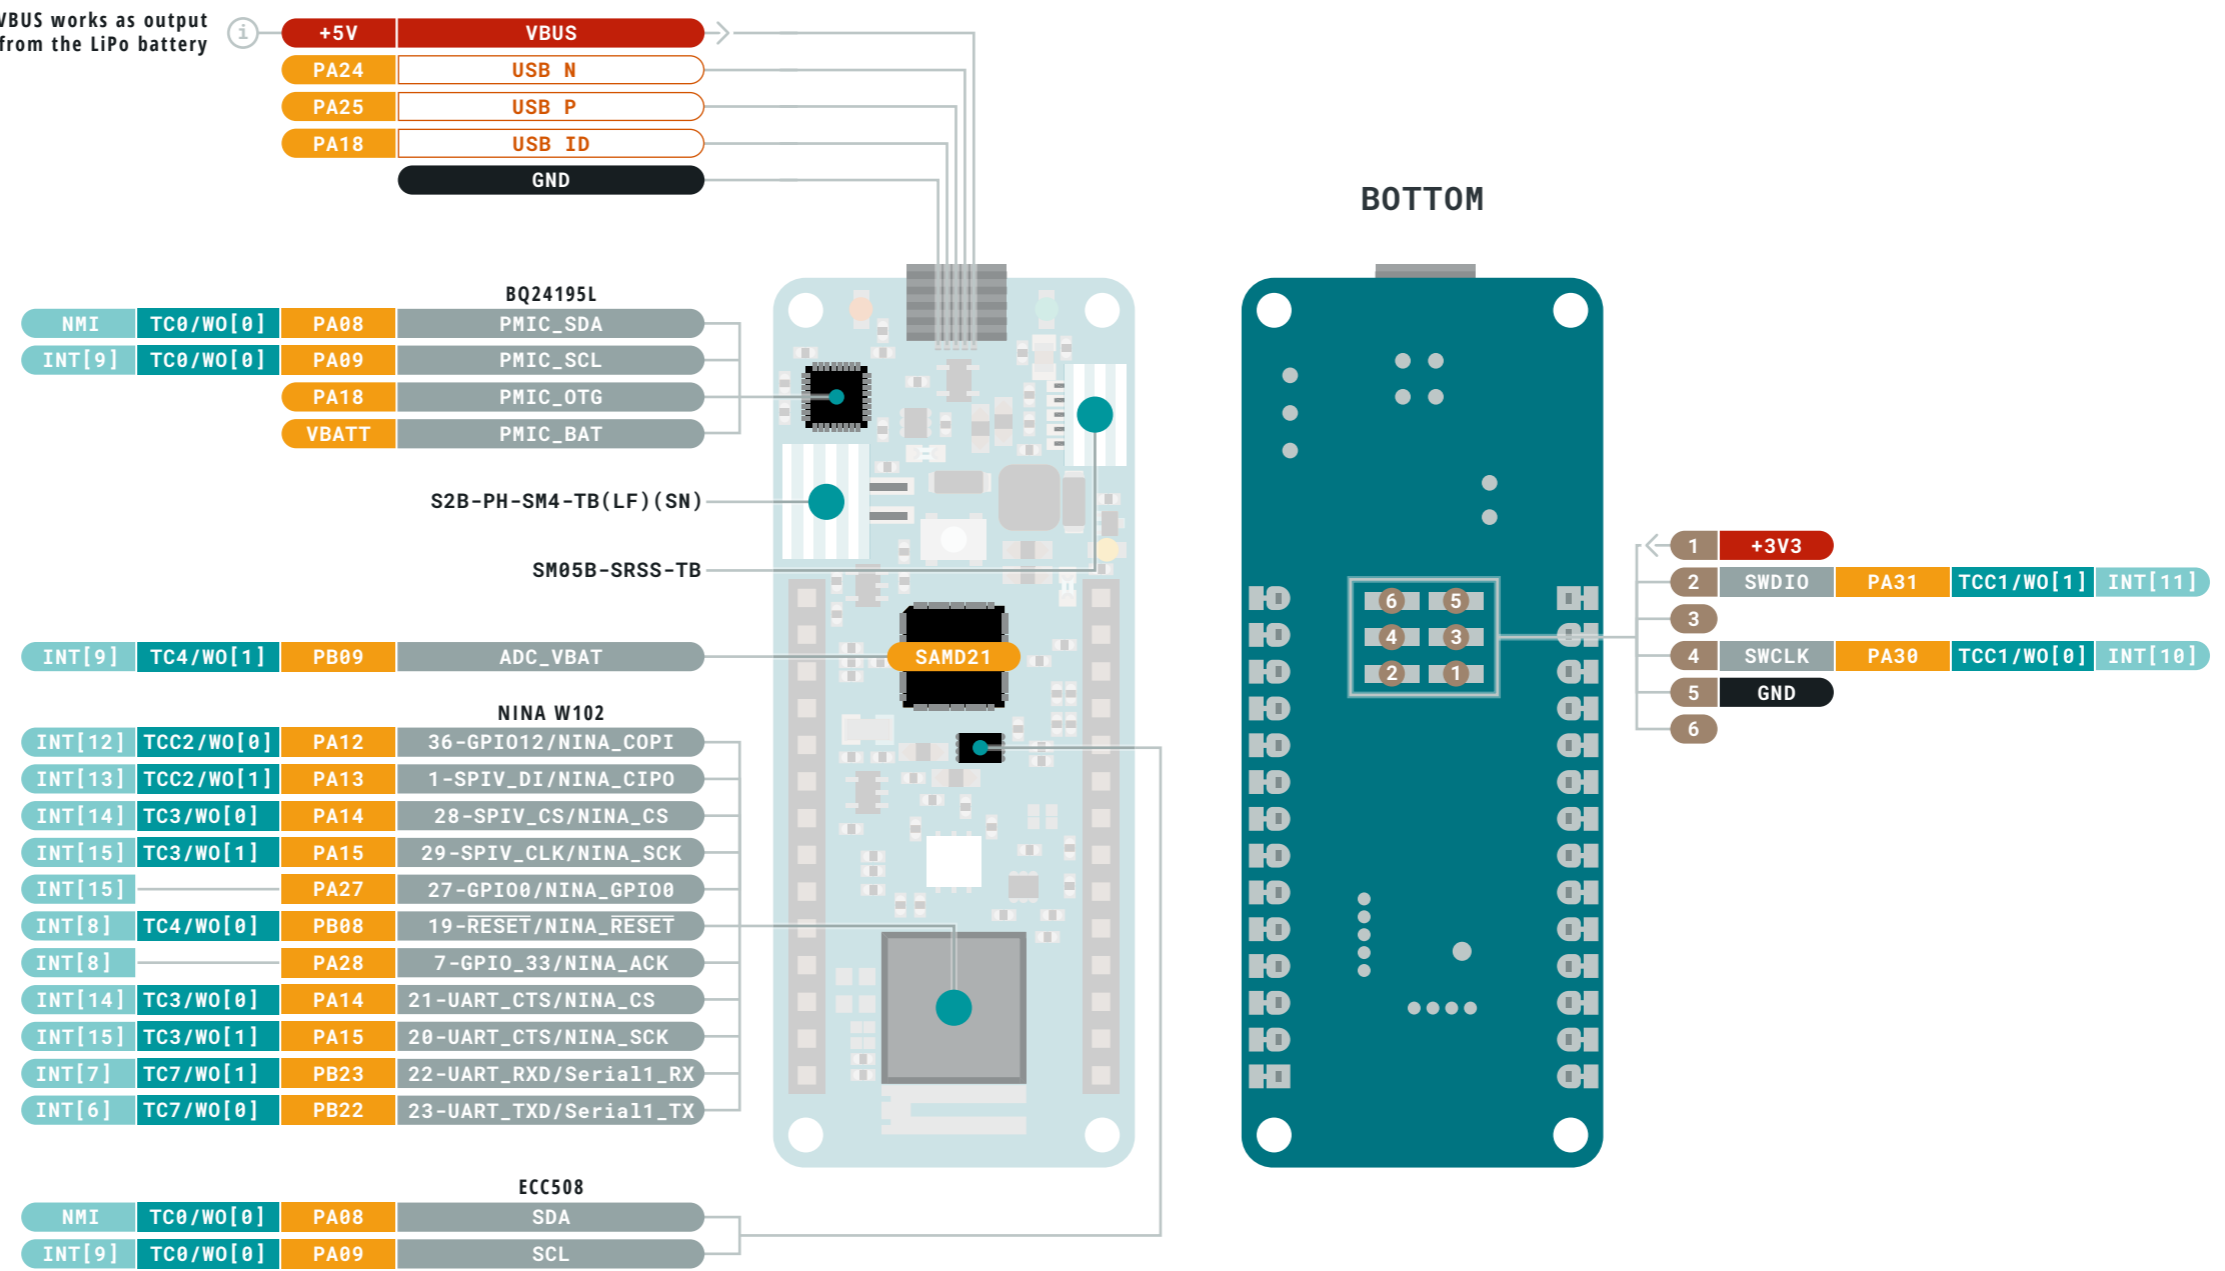 VBUS works as output
from the LiPo battery
i
+5V VBUS
PA24 USB N
PA25 USB P
PA18 USB ID
GND
BQ24195L
NMI TC0/WO[0] PA08 PMIC_SDA
INT[9] TC0/WO[0] PA09 PMIC_SCL
PA18 PMIC_OTG
VBATT PMIC_BAT
S2B-PH-SM4-TB(LF)(SN)
SM05B-SRSS-TB
INT[9] TC4/WO[1] PB09 ADC_VBAT
SAMD21
NINA W102
INT[12] TCC2/WO[0] PA12 36-GPIO12/NINA_COPI
INT[13] TCC2/WO[1] PA13 1-SPIV_DI/NINA_CIPO
INT[14] TC3/WO[0] PA14 28-SPIV_CS/NINA_CS
INT[15] TC3/WO[1] PA15 29-SPIV_CLK/NINA_SCK
INT[15] PA27 27-GPIO0/NINA_GPIO0
INT[8] TC4/WO[0] PB08 19-RESET/NINA_RESET
INT[8] PA28 7-GPIO_33/NINA_ACK
INT[14] TC3/WO[0] PA14 21-UART_CTS/NINA_CS
INT[15] TC3/WO[1] PA15 20-UART_CTS/NINA_SCK
INT[7] TC7/WO[1] PB23 22-UART_RXD/Serial1_RX
INT[6] TC7/WO[0] PB22 23-UART_TXD/Serial1_TX
ECC508
NMI TC0/WO[0] PA08 SDA
INT[9] TC0/WO[0] PA09 SCL
BOTTOM
6 5
4 3
2 1
1 +3V3
2 SWDIO PA31 TCC1/WO[1] INT[11]
3
4 SWCLK PA30 TCC1/WO[0] INT[10]
5 GND
6